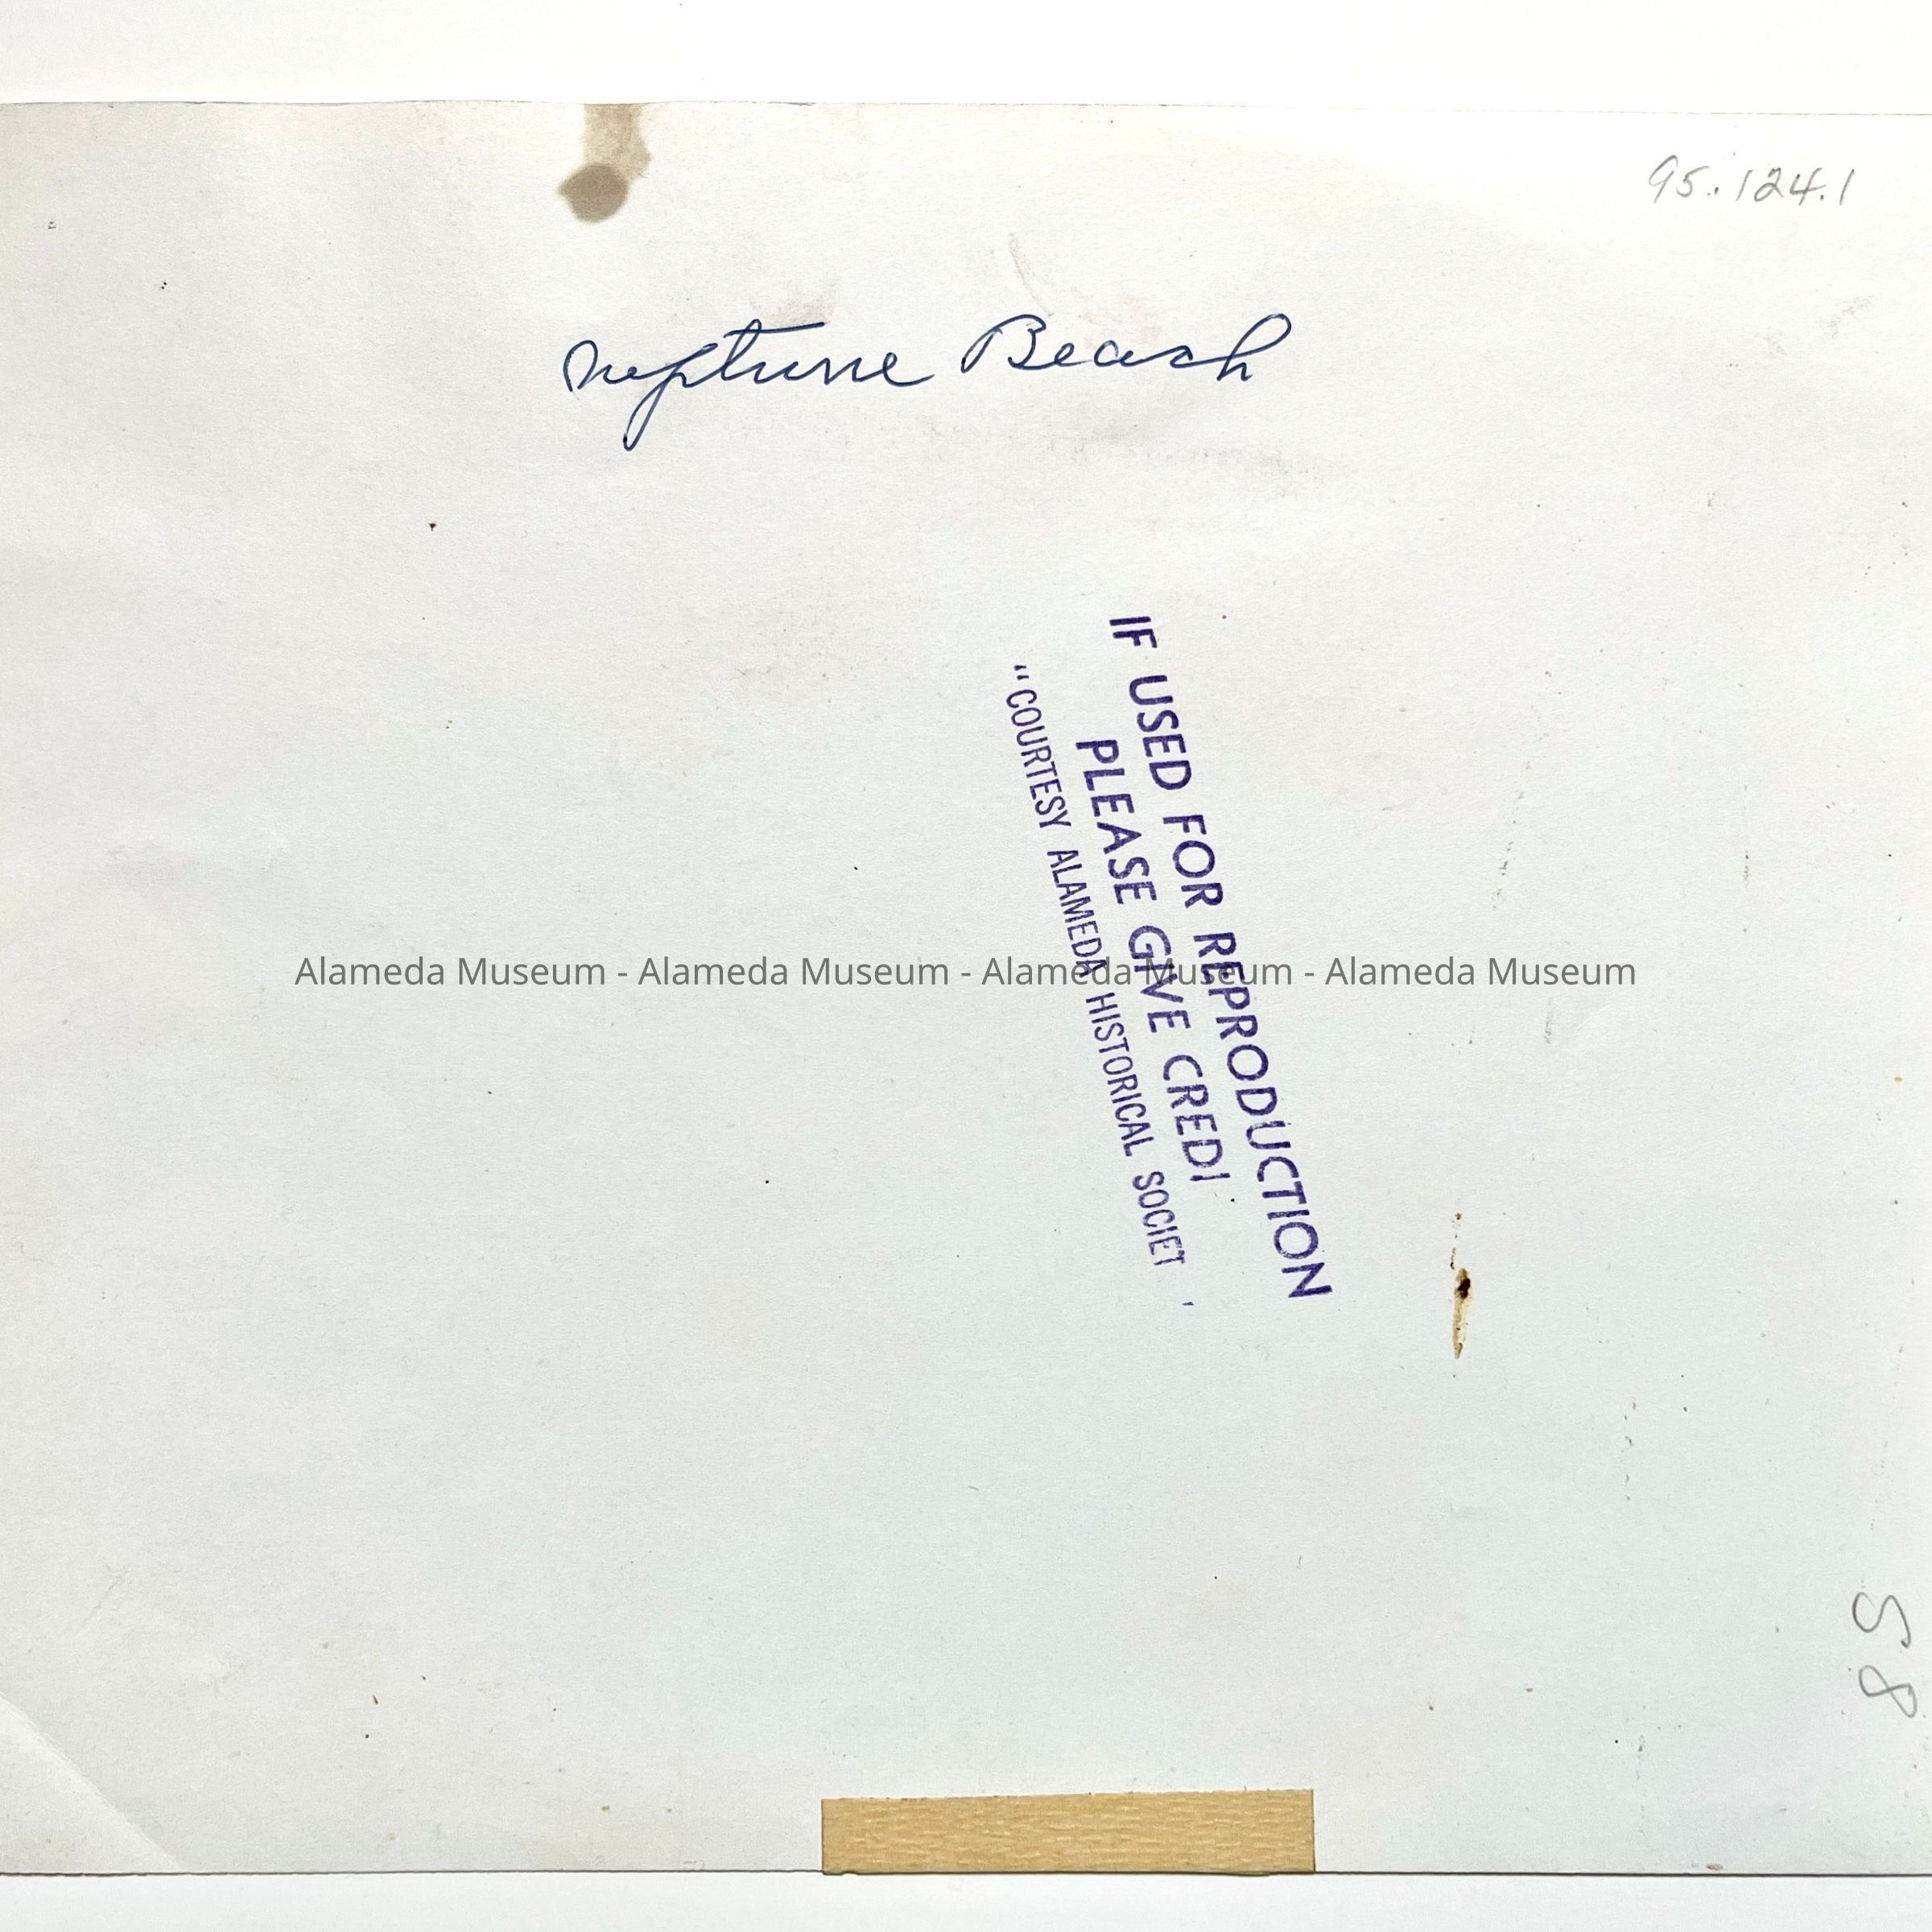 95.124.1
Neptune Beach
IF USED FOR REPRODUCTION
PLEASE GIVE CREDI
"COURTESY ALAMEDA HISTORICAL SOCIET
Alameda Museum - Alameda Museum - Alameda Museum - Alameda Museum
58